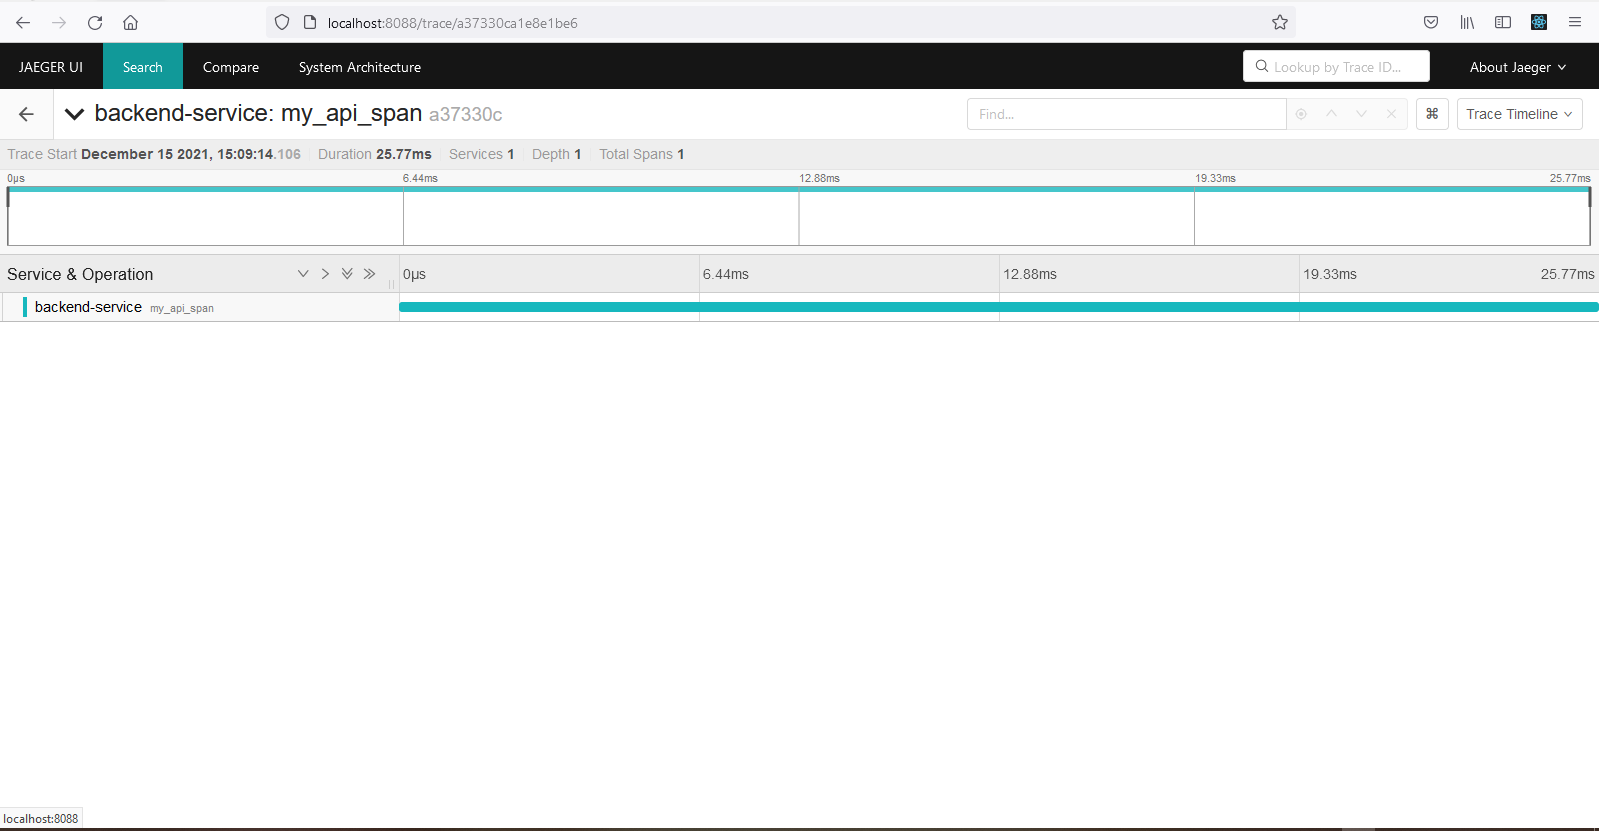 localhost:8088/trace/a37330ca1e8e1be6
JAEGER UI Search Compare System Architecture Lookup by Trace ID... About Jaeger
backend-service: my_api_span a37330c Find... ⌘ Trace Timeline
Trace Start December 15 2021, 15:09:14.106 Duration 25.77ms Services 1 Depth 1 Total Spans 1
0μs 6.44ms 12.88ms 19.33ms 25.77ms
Service & Operation 0μs 6.44ms 12.88ms 19.33ms 25.77ms
backend-service my_api_span
localhost:8088